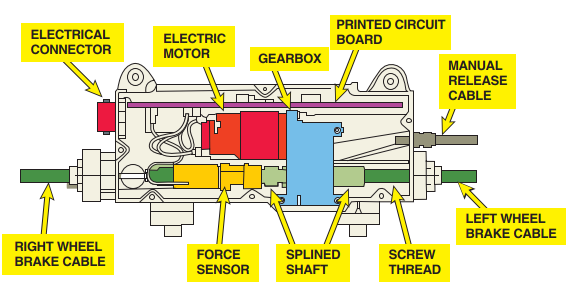 ELECTRICAL
CONNECTOR
ELECTRIC
MOTOR
GEARBOX
PRINTED CIRCUIT
BOARD
MANUAL
RELEASE
CABLE
RIGHT WHEEL
BRAKE CABLE
FORCE
SENSOR
SPLINED
SHAFT
SCREW
THREAD
LEFT WHEEL
BRAKE CABLE